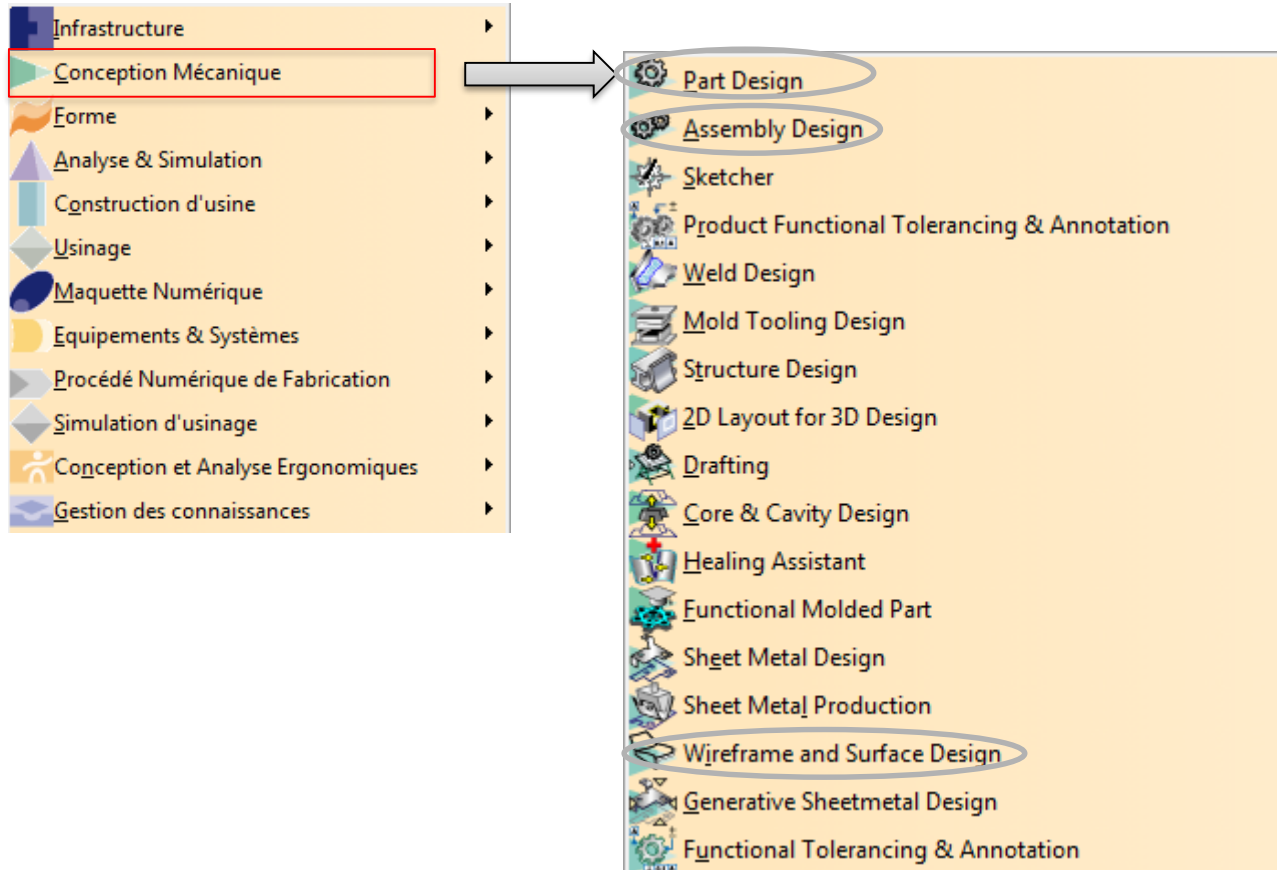 Infrastructure
Conception Mécanique
Forme
Analyse & Simulation
Construction d'usine
Usinage
Maquette Numérique
Equipements & Systèmes
Procédé Numérique de Fabrication
Simulation d'usinage
Conception et Analyse Ergonomiques
Gestion des connaissances
Part Design
Assembly Design
Sketcher
Product Functional Tolerancing & Annotation
Weld Design
Mold Tooling Design
Structure Design
2D Layout for 3D Design
Drafting
Core & Cavity Design
Healing Assistant
Functional Molded Part
Sheet Metal Design
Sheet Metal Production
Wireframe and Surface Design
Generative Sheetmetal Design
Functional Tolerancing & Annotation